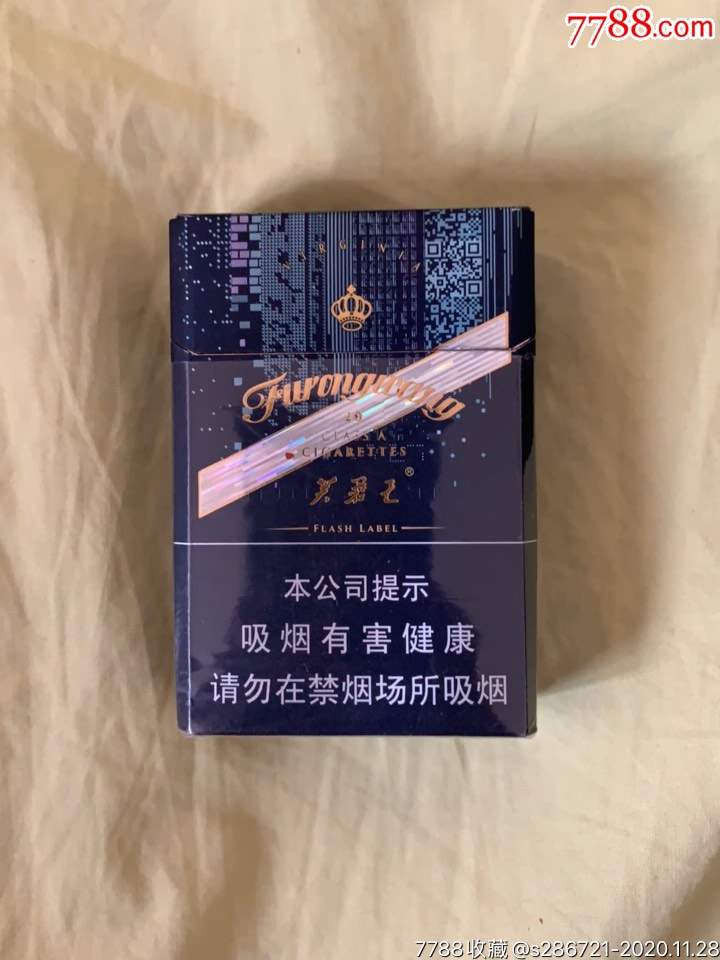 7788.com
VIRGINIA
Furongwang
20
CLASS A
CIGARETTES
芙蓉王®
FLASH LABEL
本公司提示
吸烟有害健康
请勿在禁烟场所吸烟
7788收藏@s286721-2020.11.28